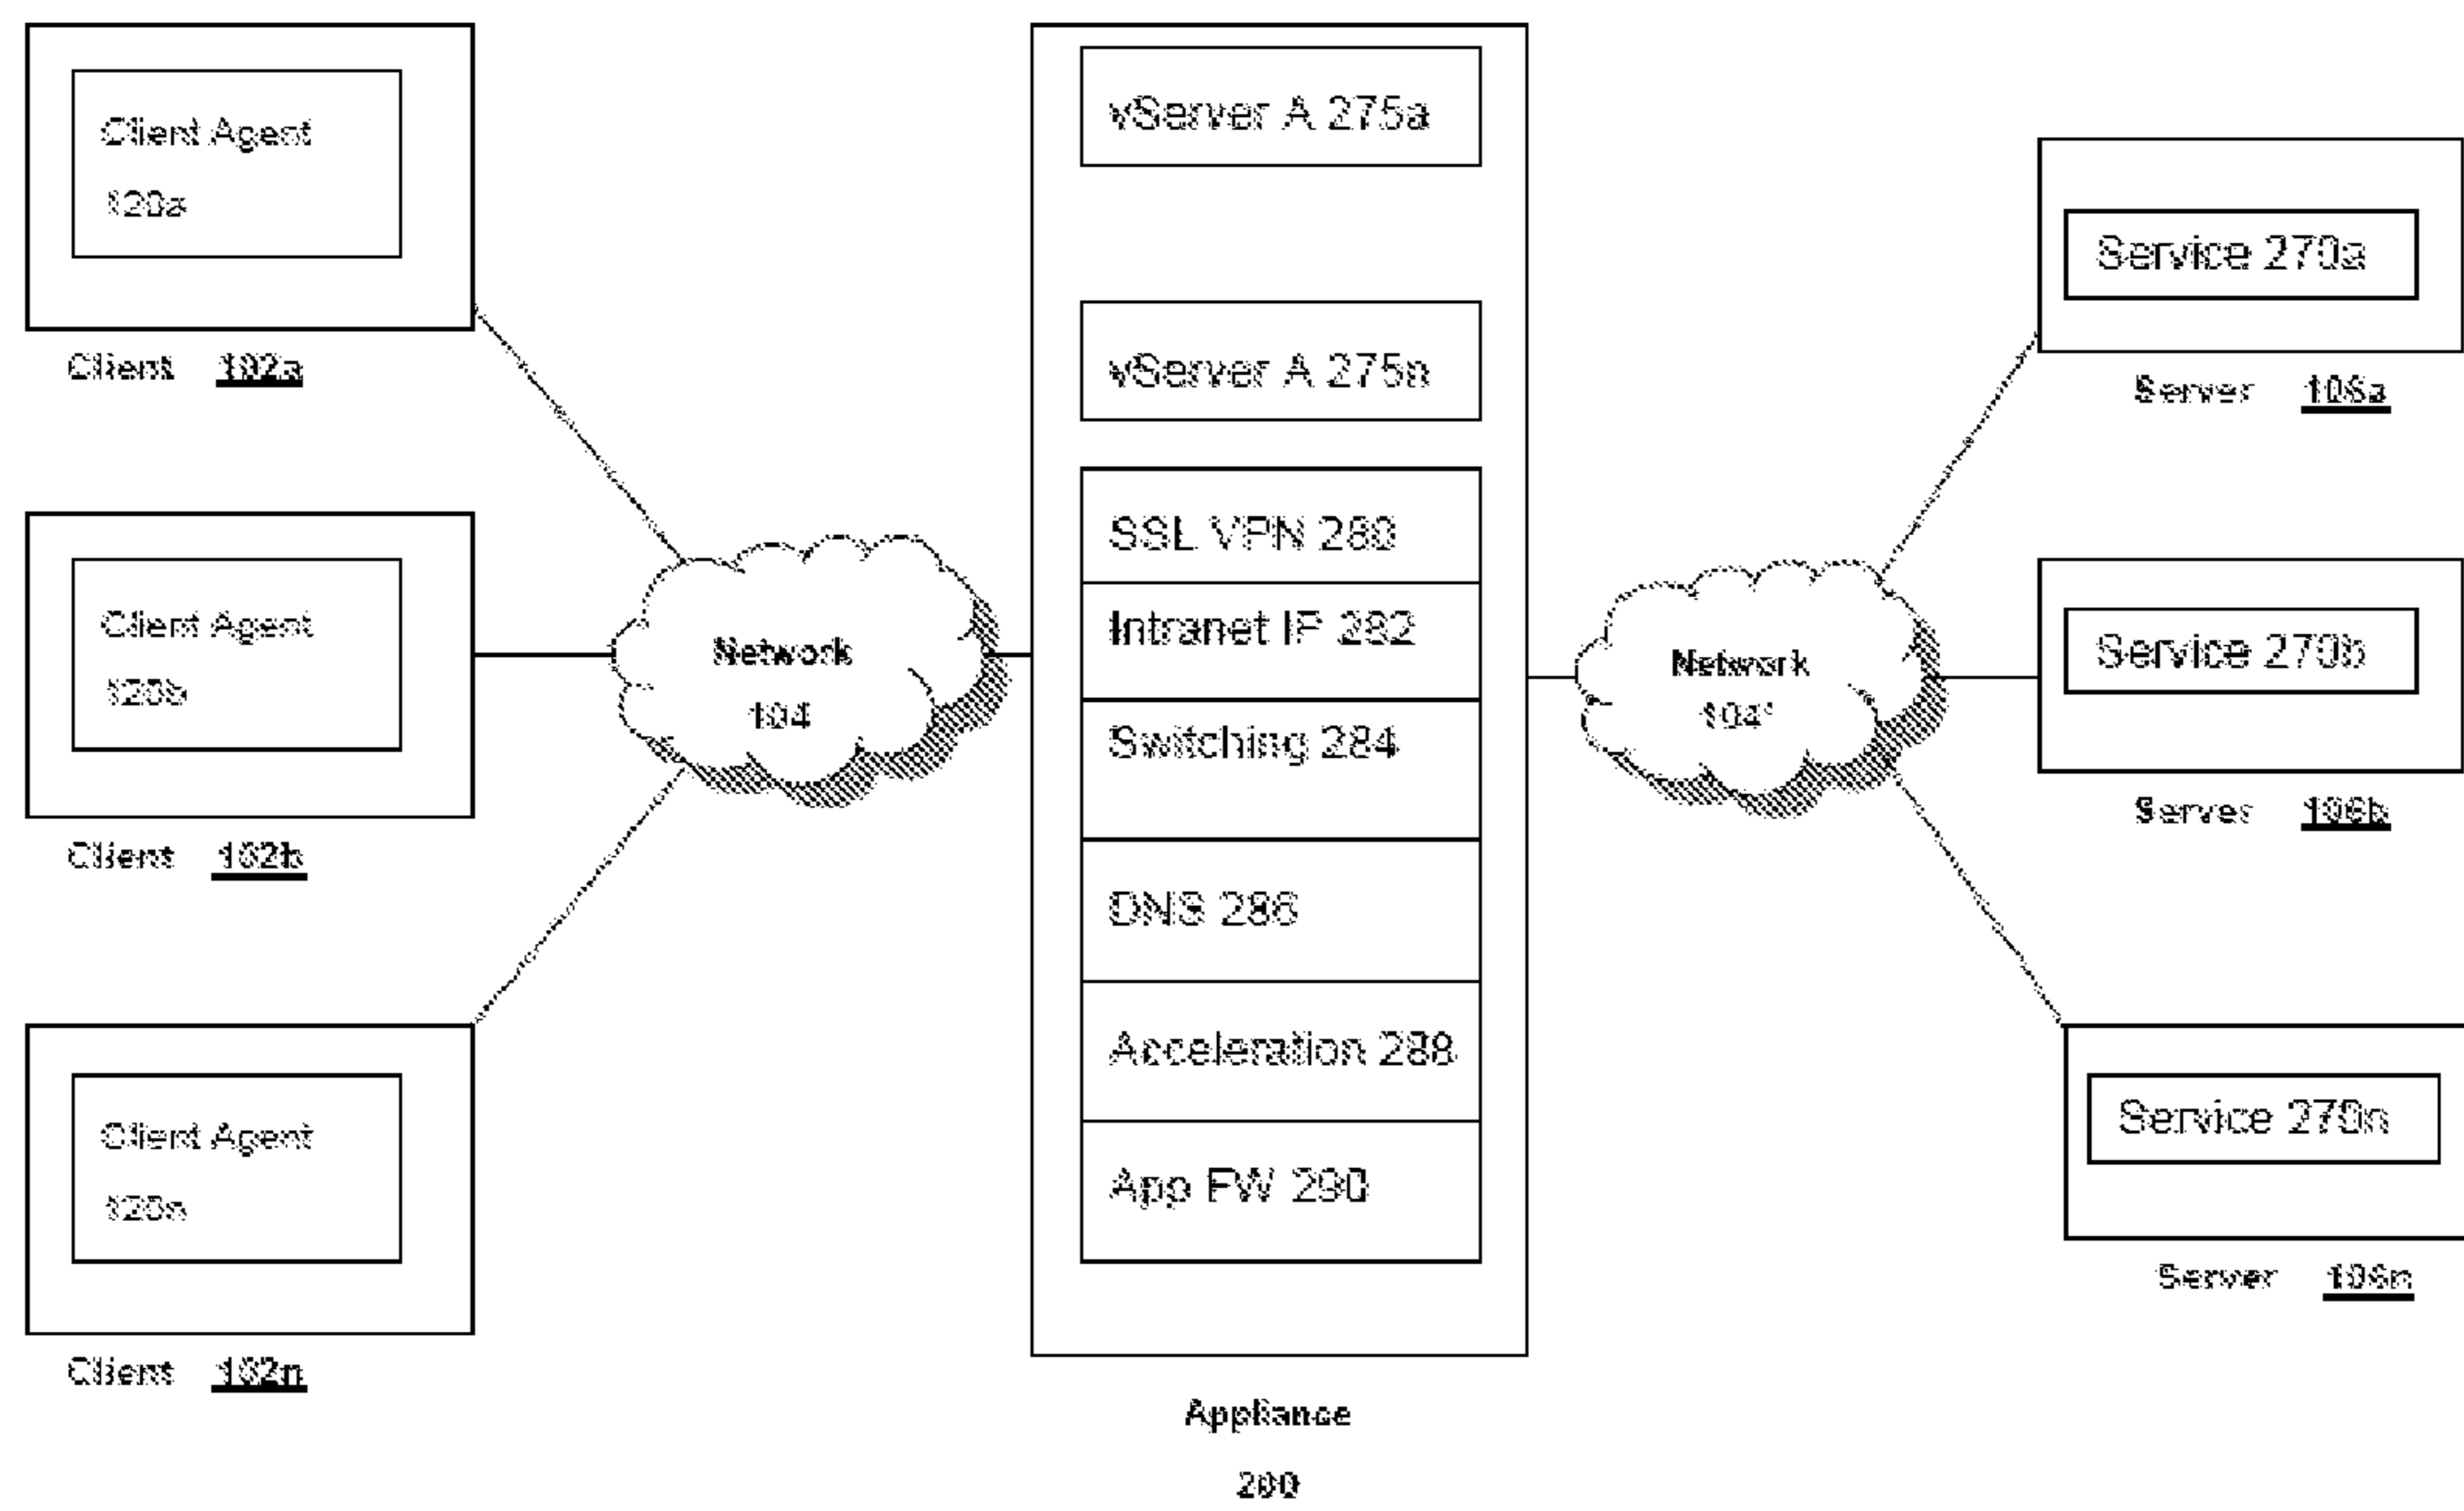 Client Agent
120a
Client 102a
Client Agent
120b
Client 102b
Client Agent
120n
Client 102n
Network
104
vServer A 275a
vServer A 275n
SSL VPN 280
Intranet IP 282
Switching 284
DNS 286
Acceleration 288
App FW 290
Appliance
200
Network
104'
Service 270a
Server 106a
Service 270b
Server 106b
Service 270n
Server 106n